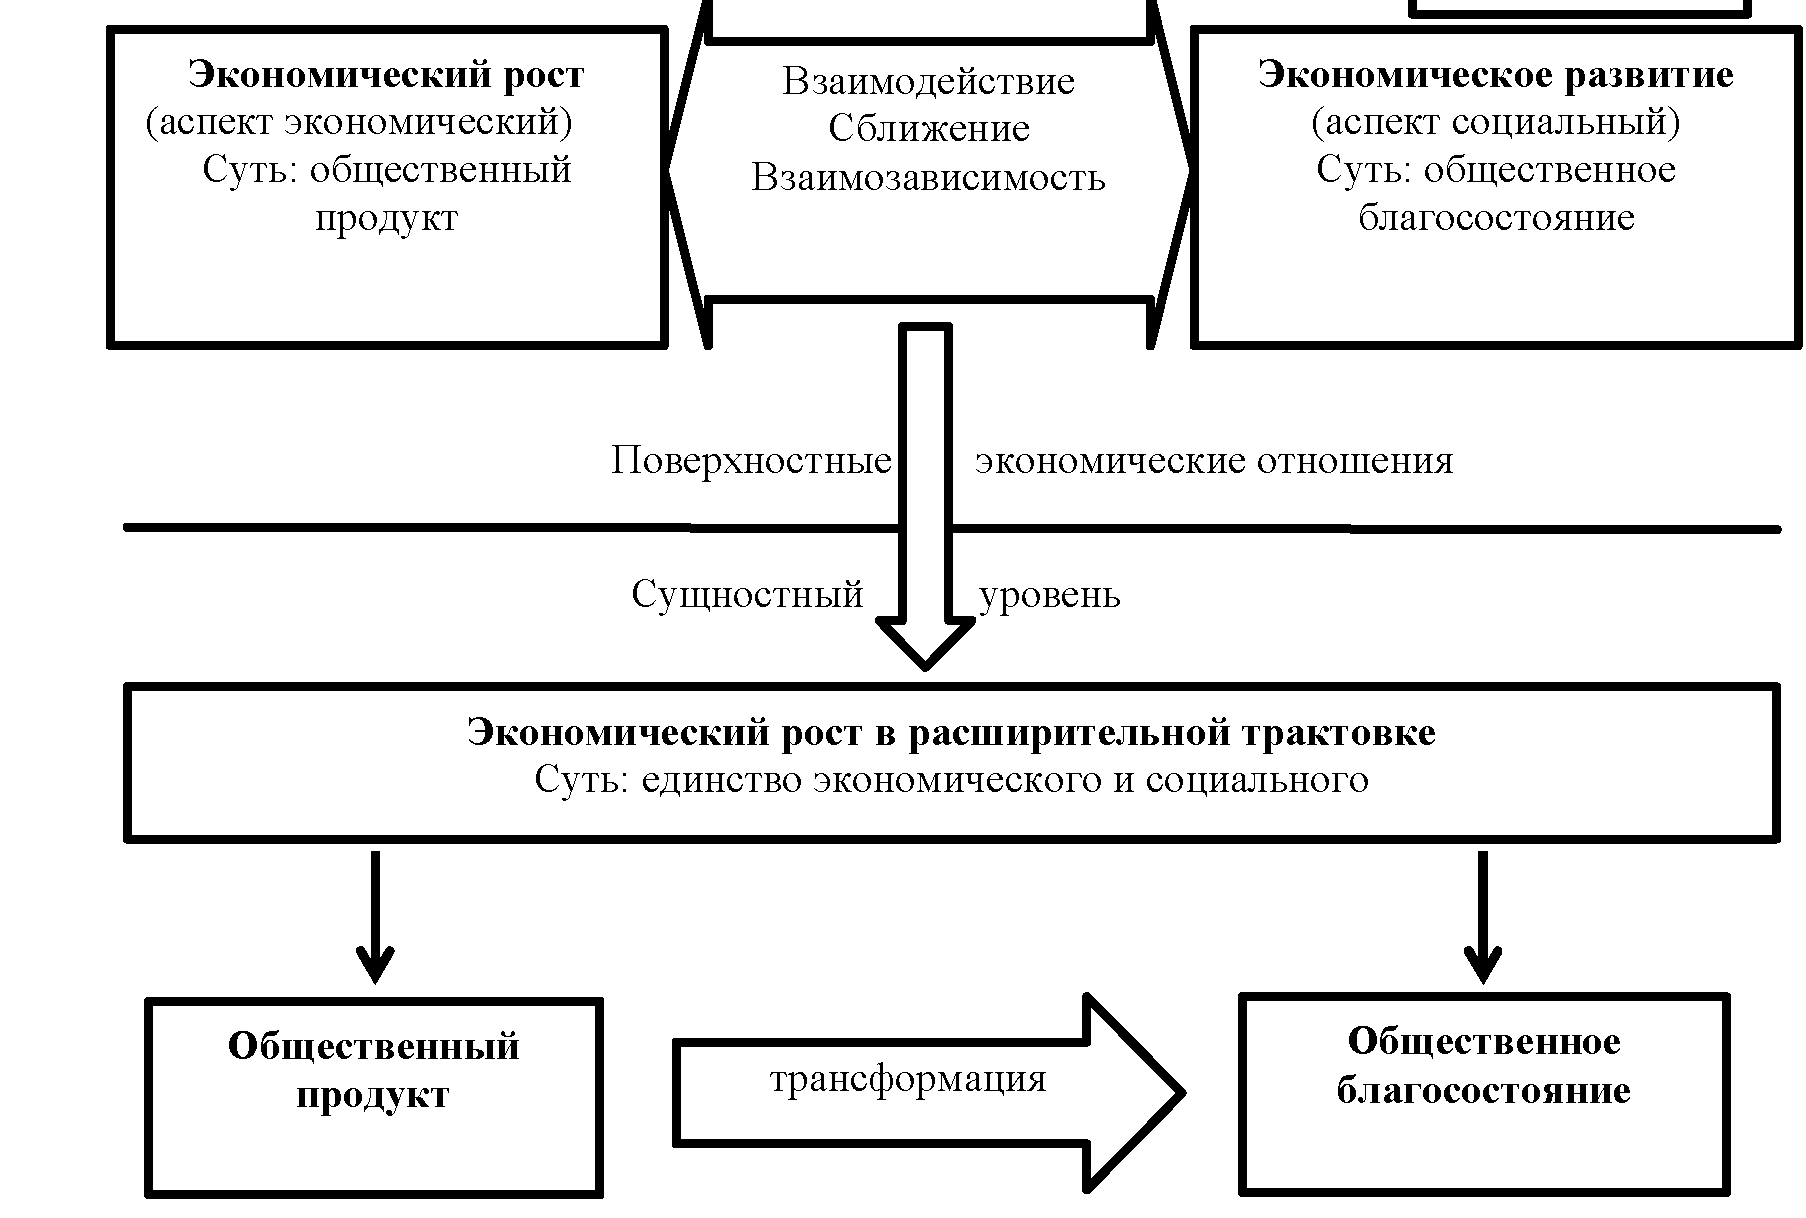 Экономический рост
(аспект экономический)
Суть: общественный
продукт
Взаимодействие
Сближение
Взаимозависимость
Экономическое развитие
(аспект социальный)
Суть: общественное
благосостояние
Поверхностные экономические отношения
Сущностный уровень
Экономический рост в расширительной трактовке
Суть: единство экономического и социального
Общественный
продукт
трансформация
Общественное
благосостояние